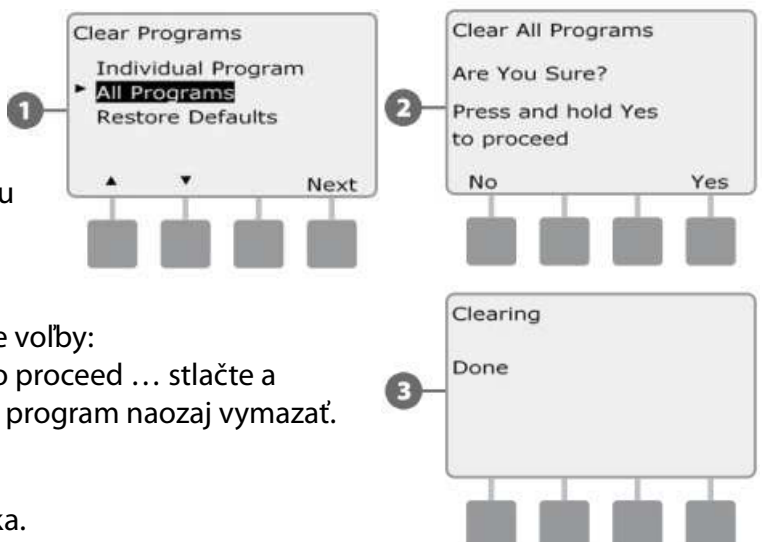 Clear Programs
Individual Program
► All Programs
Restore Defaults
▲ ▼ Next
1
Clear All Programs
Are You Sure?
Press and hold Yes
to proceed
No Yes
2
u
e voľby:
o proceed … stlačte a
program naozaj vymazať.
ka.
Clearing
Done
3